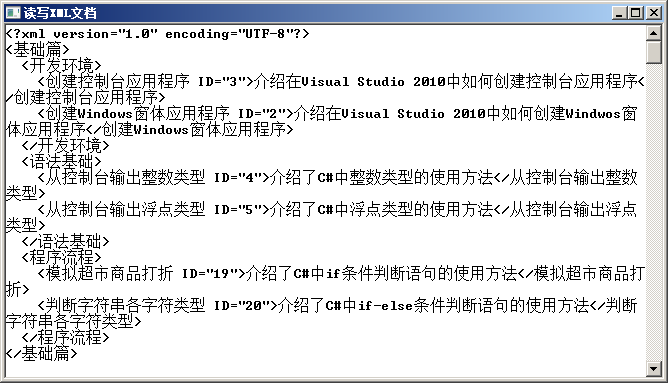 读写XML文档
<?xml version="1.0" encoding="UTF-8"?>
<基础篇>
  <开发环境>
    <创建控制台应用程序 ID="3">介绍在Visual Studio 2010中如何创建控制台应用程序<
/创建控制台应用程序>
    <创建Windows窗体应用程序 ID="2">介绍在Visual Studio 2010中如何创建Windwos窗
体应用程序</创建Windows窗体应用程序>
  </开发环境>
  <语法基础>
    <从控制台输出整数类型 ID="4">介绍了C#中整数类型的使用方法</从控制台输出整数
类型>
    <从控制台输出浮点类型 ID="5">介绍了C#中浮点类型的使用方法</从控制台输出浮点
类型>
  </语法基础>
  <程序流程>
    <模拟超市商品打折 ID="19">介绍了C#中if条件判断语句的使用方法</模拟超市商品打
折>
    <判断字符串各字符类型 ID="20">介绍了C#中if-else条件判断语句的使用方法</判断
字符串各字符类型>
  </程序流程>
</基础篇>